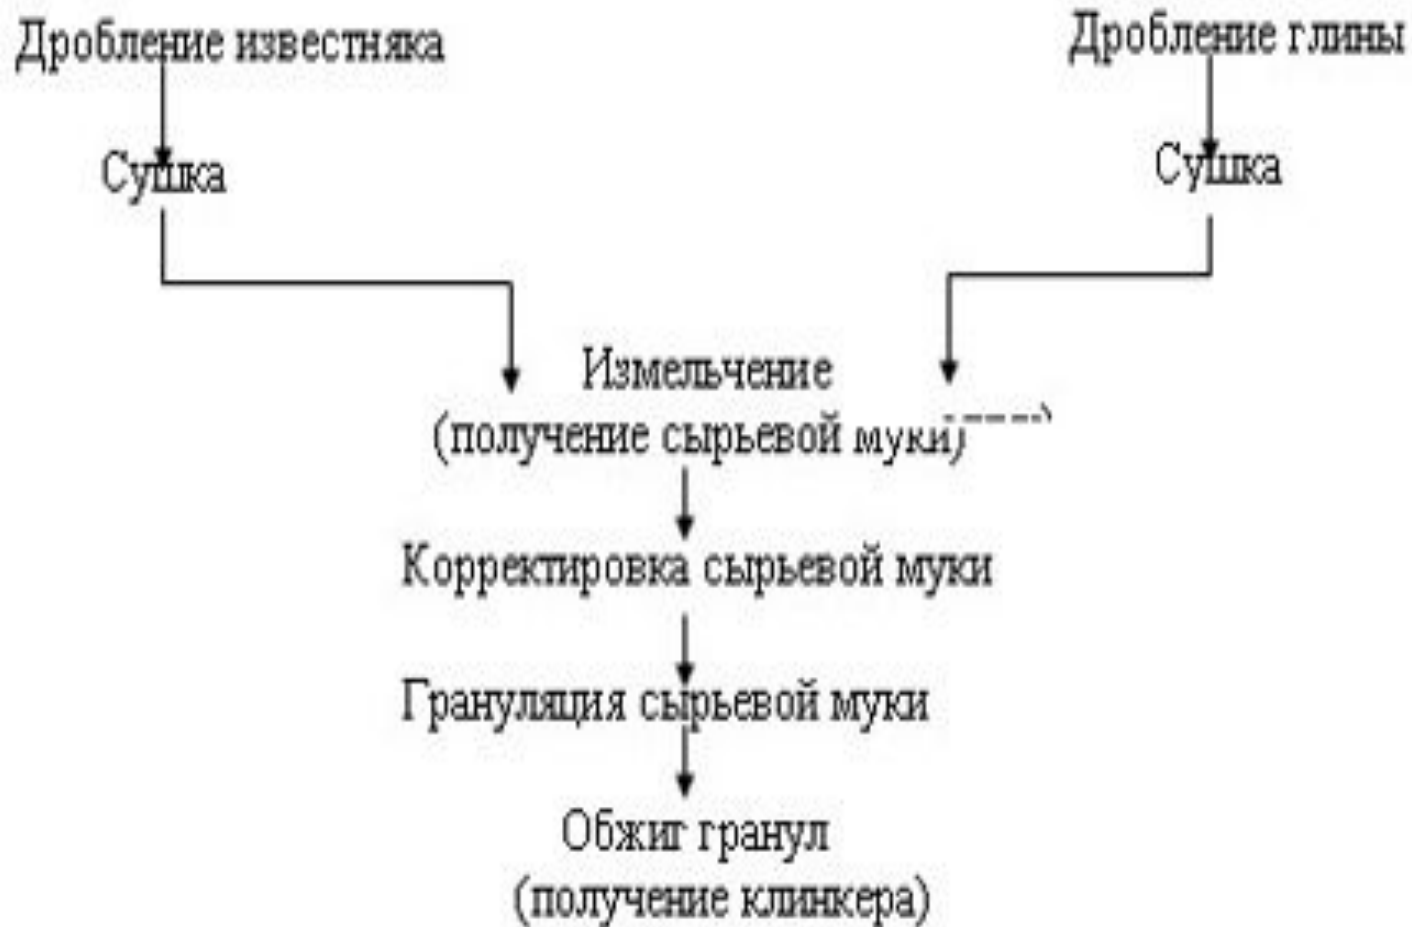 Дробление известняка
Дробление глины
Сушка
Сушка
Измельчение
(получение сырьевой муки)
Корректировка сырьевой муки
Грануляция сырьевой муки
Обжиг гранул
(получение клинкера)